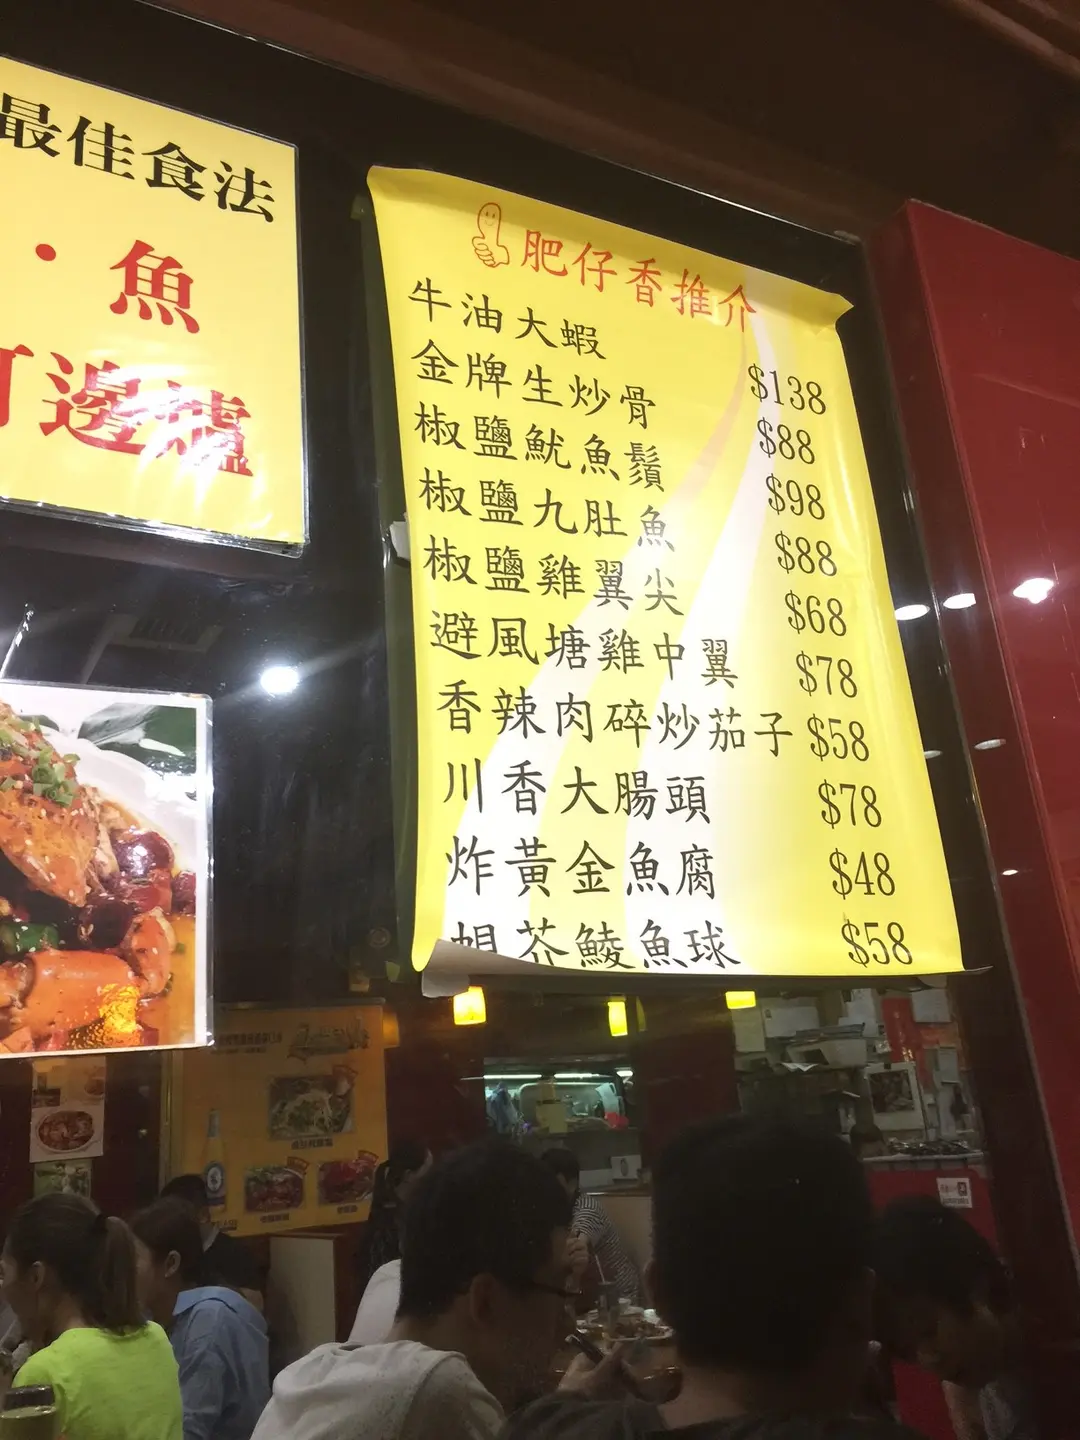 最佳食法
·魚
打邊爐
肥仔香推介
牛油大蝦 $138
金牌生炒骨 $88
椒鹽魷魚鬚 $98
椒鹽九肚魚 $88
椒鹽雞翼尖 $68
避風塘雞中翼 $78
香辣肉碎炒茄子 $58
川香大腸頭 $78
炸黃金魚腐 $48
蜆芥鯪魚球 $58